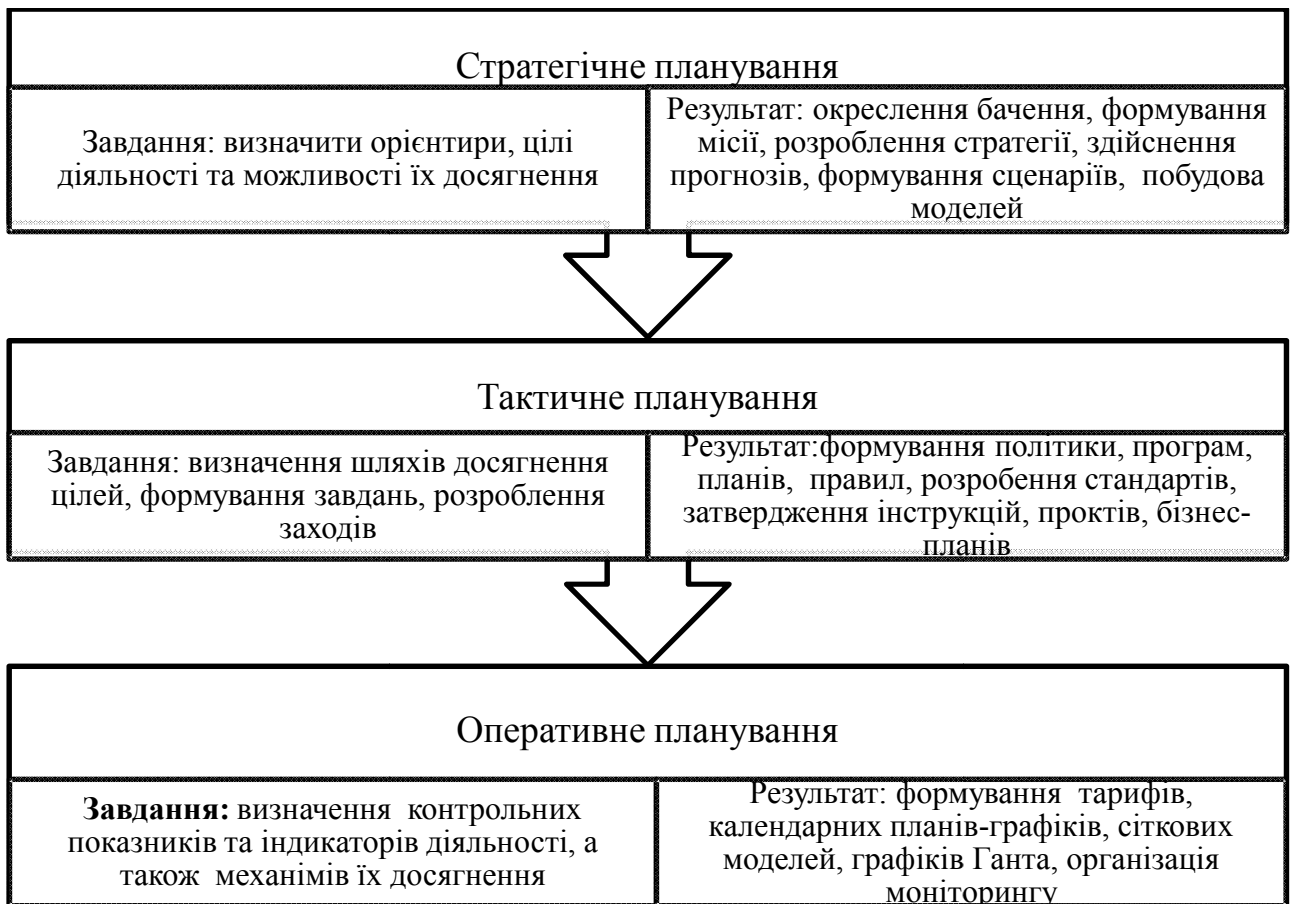 Стратегічне планування
Завдання: визначити орієнтири, цілі
діяльності та можливості їх досягнення
Результат: окреслення бачення, формування
місії, розроблення стратегії, здійснення
прогнозів, формування сценаріїв,  побудова
моделей
Тактичне планування
Завдання: визначення шляхів досягнення
цілей, формування завдань, розроблення
заходів
Результат:формування політики, програм,
планів,  правил, розробення стандартів,
затвердження інструкцій, проктів, бізнес-
планів
Оперативне планування
Завдання: визначення  контрольних
показників та індикаторів діяльності, а
також  механімів їх досягнення
Результат: формування  тарифів,
календарних планів-графіків, сіткових
моделей, графіків Ганта, організація
моніторингу